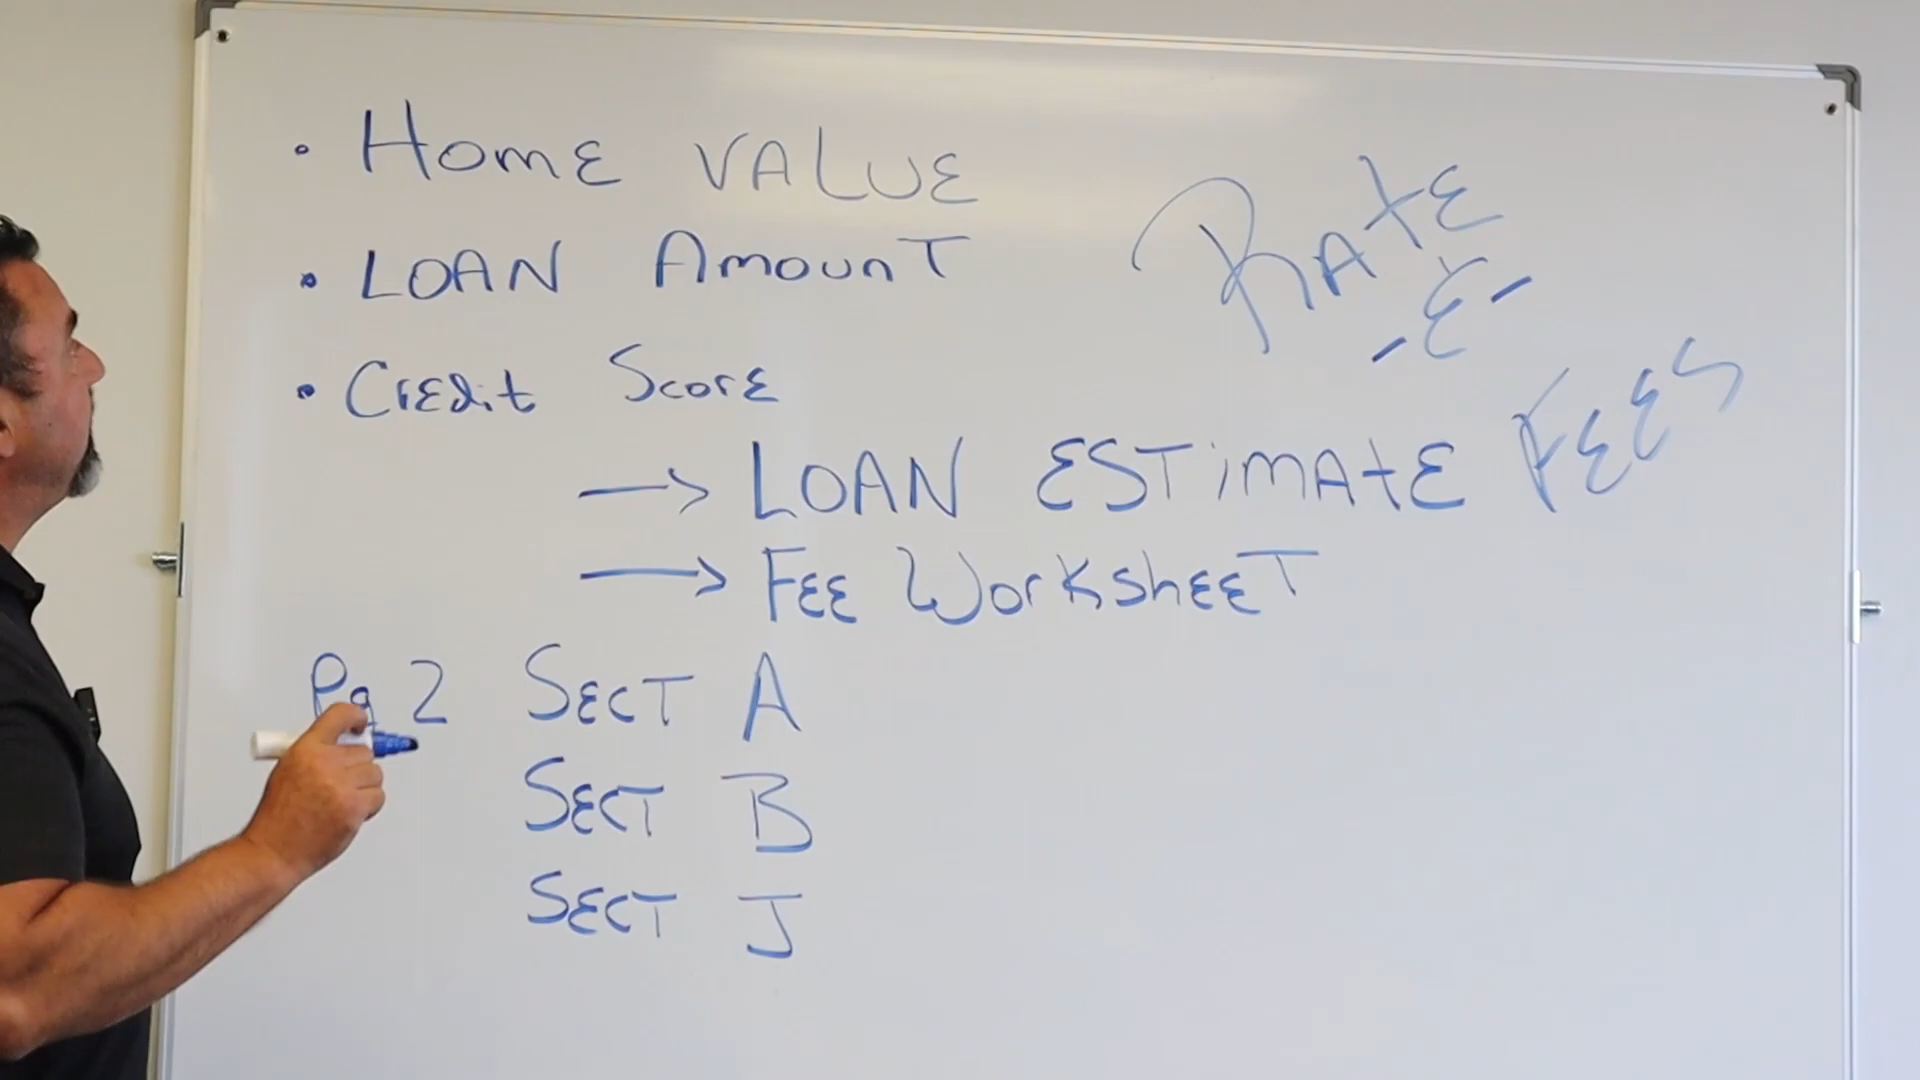 • Home VALUE
• LOAN Amount
• Credit Score
→ LOAN ESTIMATE
→ FEE Worksheet
Pg 2 Sect A
Sect B
Sect J
RATE
- & -
FEES